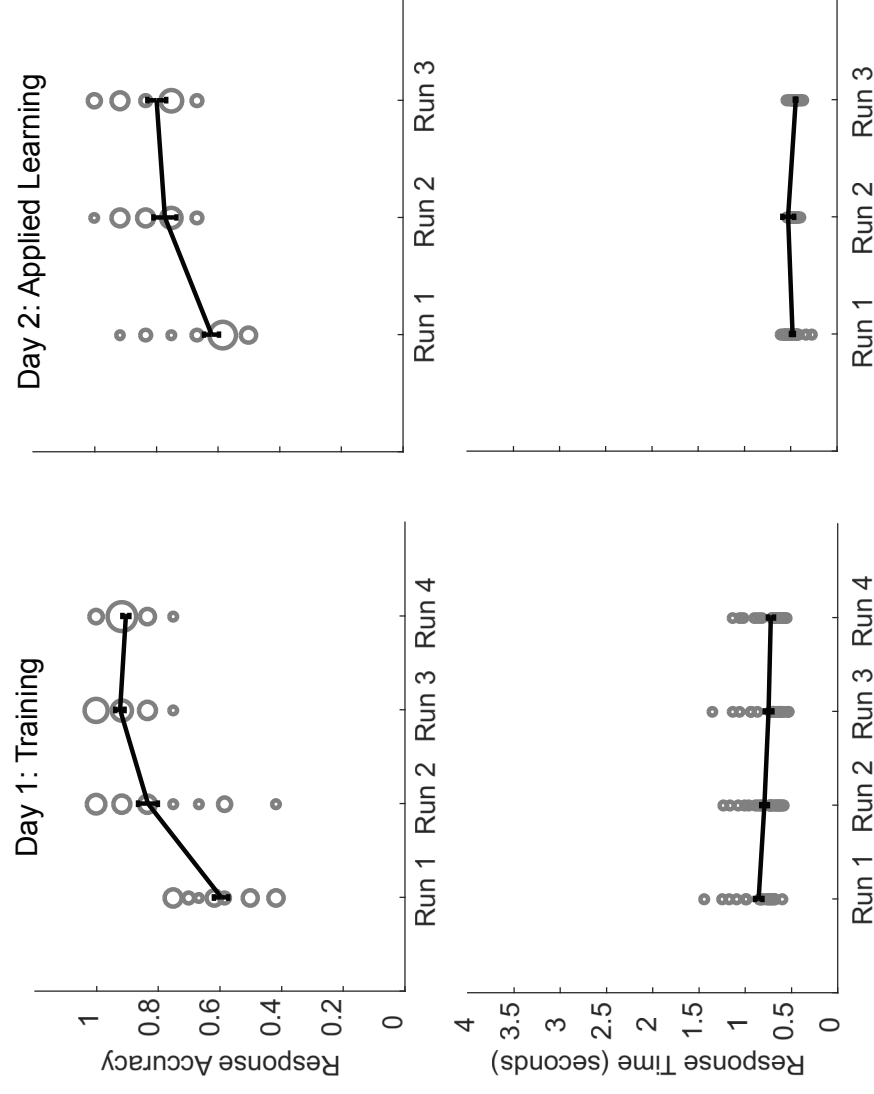 Day 1: Training
Response Accuracy
1
0.8
0.6
0.4
0.2
0
Run 1
Run 2
Run 3
Run 4
Day 2: Applied Learning
Run 1
Run 2
Run 3
Response Time (seconds)
4
3.5
3
2.5
2
1.5
1
0.5
0
Run 1
Run 2
Run 3
Run 4
Run 1
Run 2
Run 3